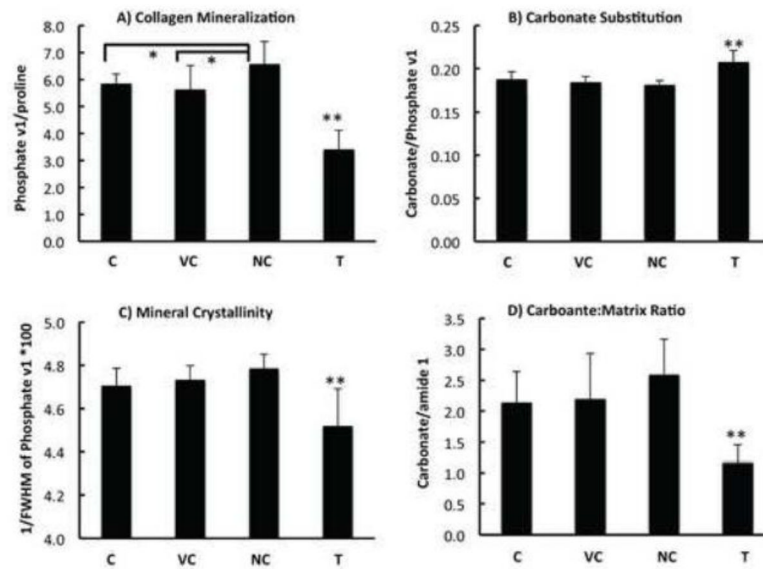 A) Collagen Mineralization
Phosphate v1/proline
8.0
7.0
6.0
5.0
4.0
3.0
2.0
1.0
0.0
*
*
**
C VC NC T
B) Carbonate Substitution
Carbonate/Phosphate v1
0.25
0.20
0.15
0.10
0.05
0.00
**
C VC NC T
C) Mineral Crystallinity
1/FWHM of Phosphate v1 *100
5.0
4.8
4.6
4.4
4.2
4.0
**
C VC NC T
D) Carboante:Matrix Ratio
Carbonate/amide 1
3.5
3.0
2.5
2.0
1.5
1.0
0.5
0.0
**
C VC NC T